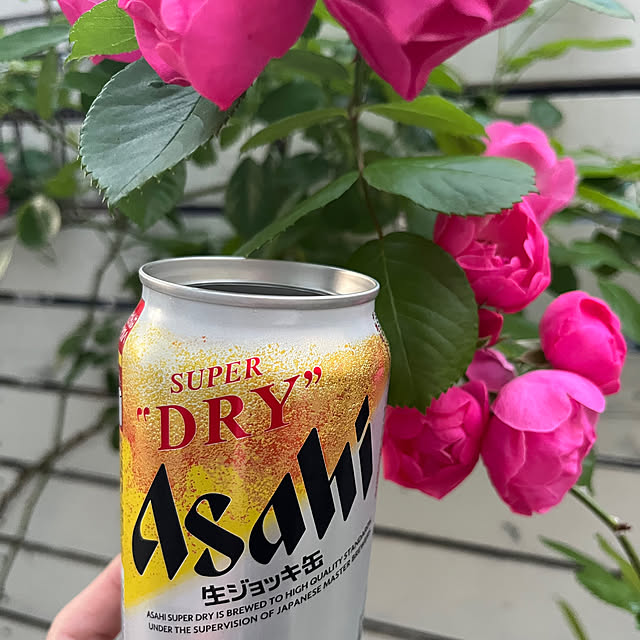 SUPER
“DRY”
Asahi
生ジョッキ缶
ASAHI SUPER DRY IS BREWED TO HIGH QUALITY STANDARDS
UNDER THE SUPERVISION OF JAPANESE MASTER BREWERS